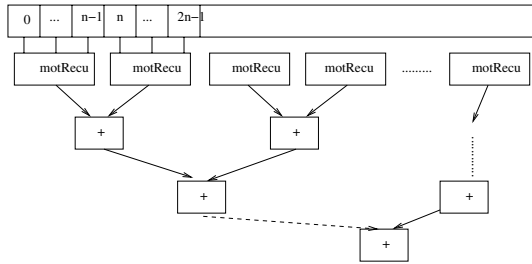 0 ... n−1 n ... 2n−1
motRecu motRecu motRecu motRecu ......... motRecu
+ +
+ +
+